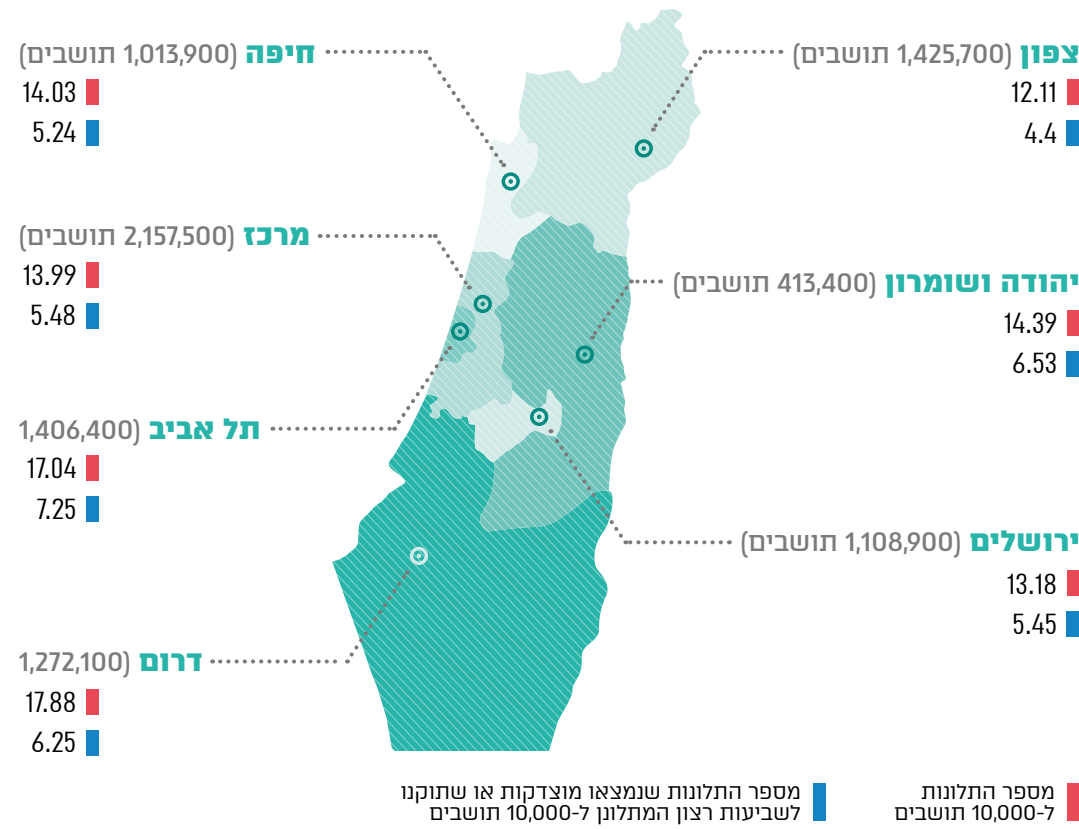 צפון (1,425,700 תושבים)
12.11
4.4
חיפה (1,013,900 תושבים)
14.03
5.24
יהודה ושומרון (413,400 תושבים)
14.39
6.53
מרכז (2,157,500 תושבים)
13.99
5.48
תל אביב (1,406,400
17.04
7.25
ירושלים (1,108,900 תושבים)
13.18
5.45
דרום (1,272,100
17.88
6.25
מספר התלונות
ל-10,000 תושבים
מספר התלונות שנמצאו מוצדקות או שתוקנו
לשביעות רצון המתלונן ל-10,000 תושבים